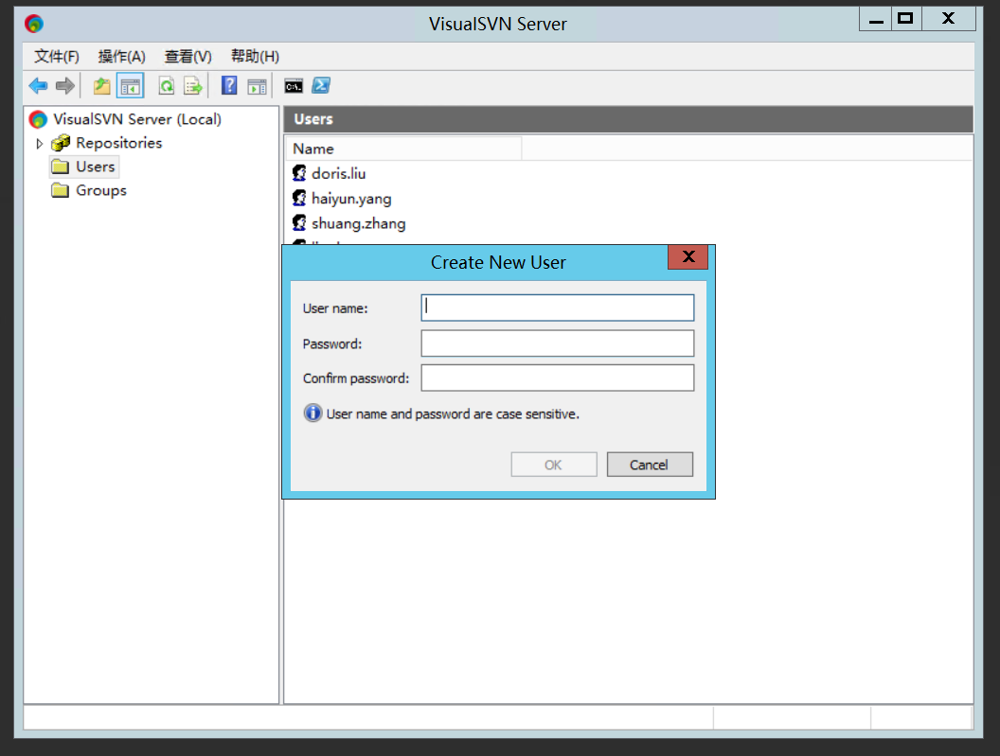 VisualSVN Server
文件(F) 操作(A) 查看(V) 帮助(H)
VisualSVN Server (Local)
Repositories
Users
Groups
Users
Name
doris.liu
haiyun.yang
shuang.zhang
Create New User
User name:
Password:
Confirm password:
User name and password are case sensitive.
OK Cancel